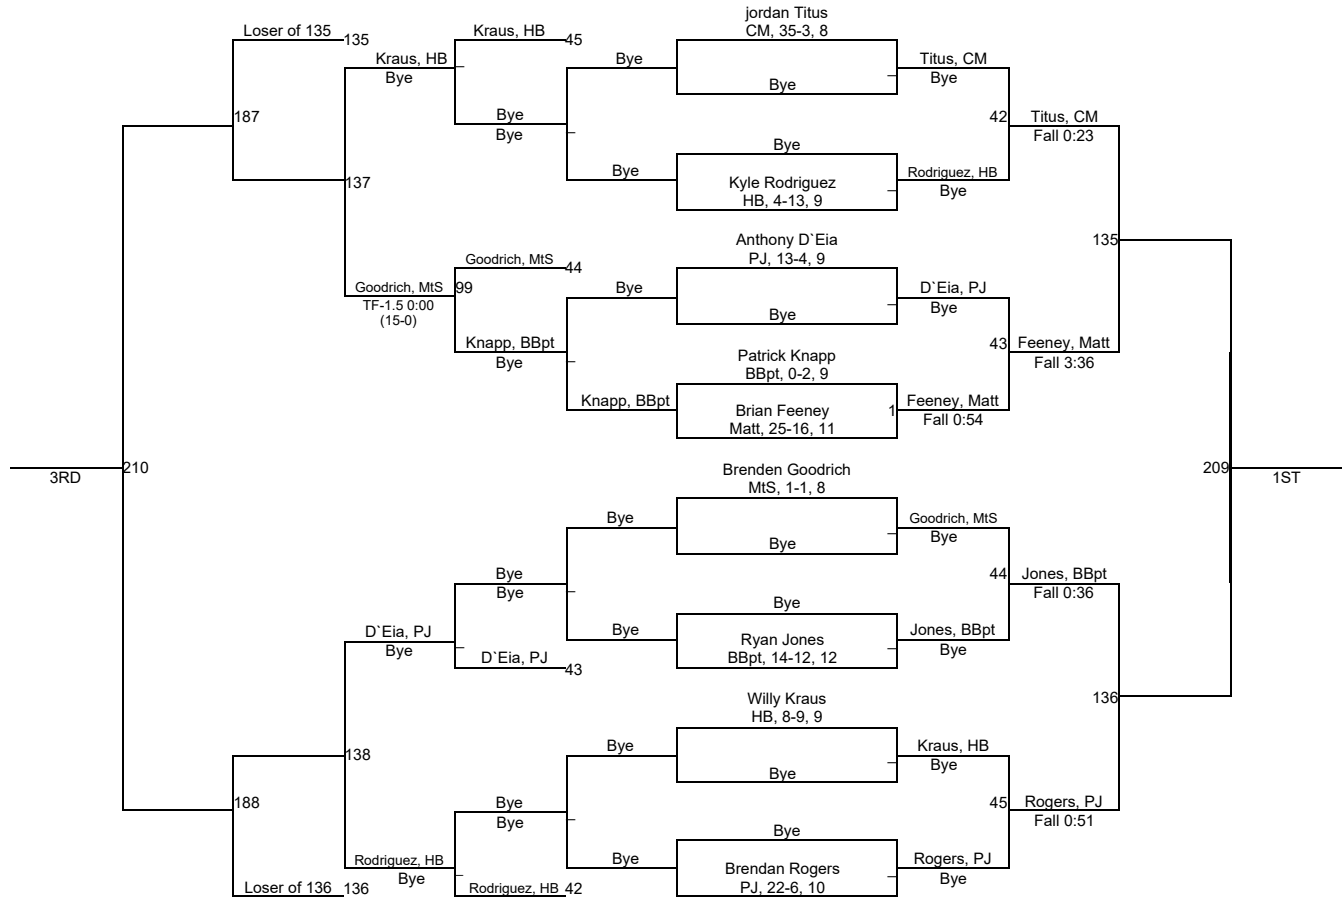 jordan Titus
CM, 35-3, 8
Loser of 135 135
Kraus, HB 45
Kraus, HB
Bye
Bye
Bye
Titus, CM
Bye
187
Bye
Bye
42 Titus, CM
Fall 0:23
Bye
Bye
Kyle Rodriguez
HB, 4-13, 9
Rodriguez, HB
Bye
137
Anthony D`Eia
PJ, 13-4, 9
135
Goodrich, MtS 44
Goodrich, MtS 99
TF-1.5 0:00
(15-0)
Bye
Bye
D`Eia, PJ
Bye
Knapp, BBpt
Bye
43 Feeney, Matt
Fall 3:36
Patrick Knapp
BBpt, 0-2, 9
Knapp, BBpt
Brian Feeney
Matt, 25-16, 11
1 Feeney, Matt
Fall 0:54
3RD
210
Brenden Goodrich
MtS, 1-1, 8
209
1ST
Bye
Bye
Goodrich, MtS
Bye
Bye
Bye
44 Jones, BBpt
Fall 0:36
Bye
D`Eia, PJ
Bye
Bye
Ryan Jones
BBpt, 14-12, 12
Jones, BBpt
Bye
D`Eia, PJ 43
Willy Kraus
HB, 8-9, 9
136
138
Bye
Bye
Kraus, HB
Bye
188
Bye
Bye
45 Rogers, PJ
Fall 0:51
Bye
Rodriguez, HB
Bye
Bye
Brendan Rogers
PJ, 22-6, 10
Rogers, PJ
Bye
Loser of 136 136
Rodriguez, HB 42